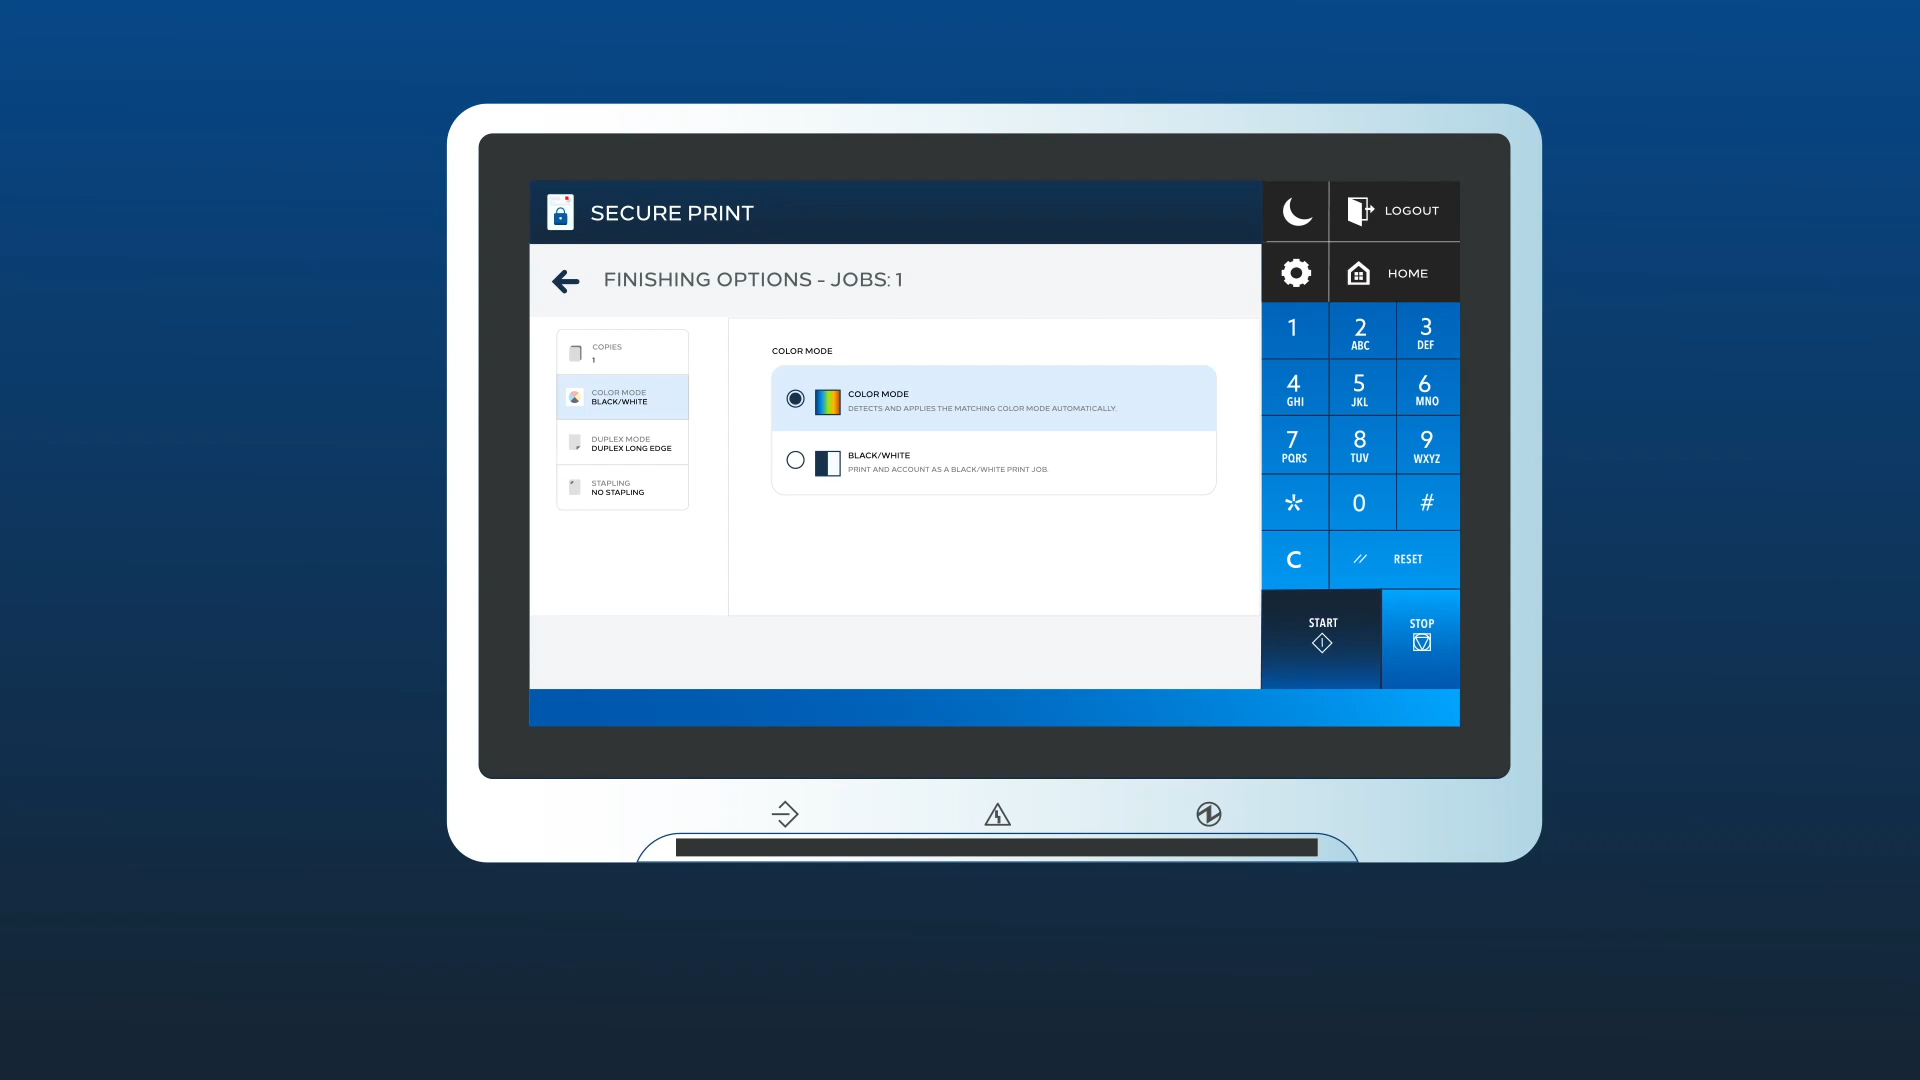 SECURE PRINT
LOGOUT
HOME
FINISHING OPTIONS - JOBS: 1
COPIES
1
COLOR MODE
BLACK/WHITE
DUPLEX MODE
DUPLEX LONG EDGE
STAPLING
NO STAPLING
COLOR MODE
COLOR MODE
DETECTS AND APPLIES THE MATCHING COLOR MODE AUTOMATICALLY.
BLACK/WHITE
PRINT AND ACCOUNT AS A BLACK/WHITE PRINT JOB.
1 2 3
ABC DEF
4 5 6
GHI JKL MNO
7 8 9
PQRS TUV WXYZ
* 0 #
C RESET
START STOP